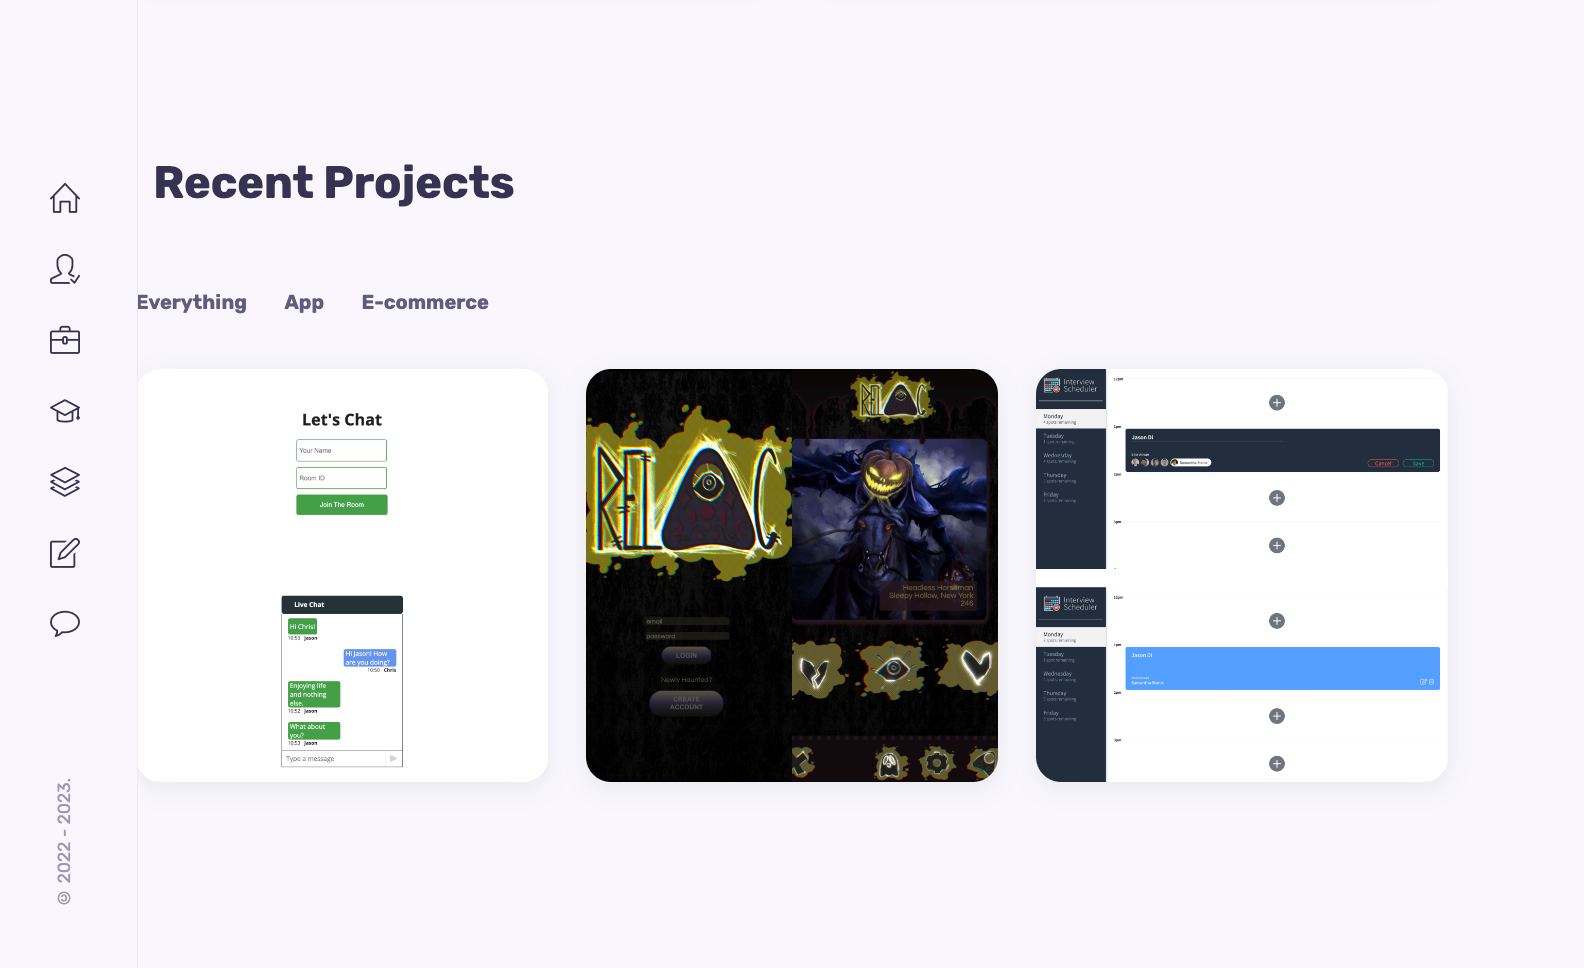 Recent Projects
Everything
App
E-commerce
Let's Chat
Your Name
Room ID
Join The Room
Live Chat
Hi Chris!
10:53 Jason
Hi Jason! How
are you doing?
10:50 Chris
Enjoying life
and nothing
else.
10:52 Jason
What about
you?
10:53 Jason
Type a message
email
password
LOGIN
Newly Haunted?
CREATE
ACCOUNT
Headless Horseman
Sleepy Hollow, New York
246
Interview
Scheduler
Monday
Tuesday
Wednesday
Thursday
Friday
12pm
1pm
Jason Di
Cancel
Save
2pm
3pm
Interview
Scheduler
Monday
Tuesday
Wednesday
Thursday
Friday
12pm
1pm
Jason Di
2pm
3pm
© 2022 - 2023.